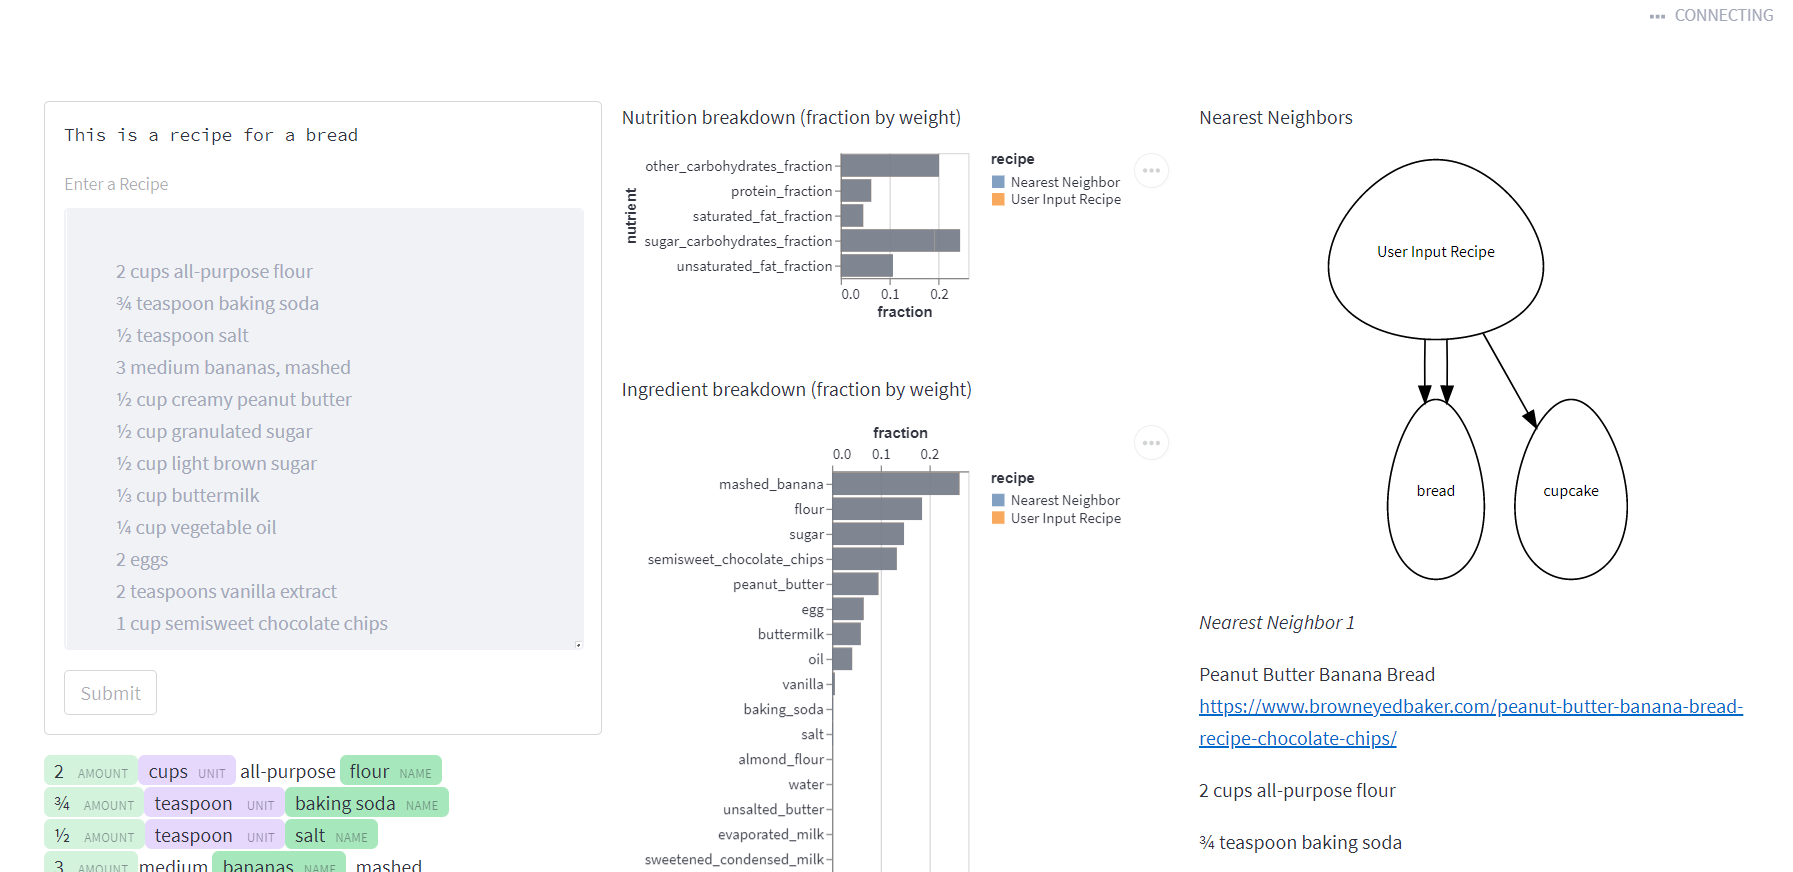 CONNECTING
This is a recipe for a bread
Enter a Recipe
2 cups all-purpose flour
¾ teaspoon baking soda
½ teaspoon salt
3 medium bananas, mashed
½ cup creamy peanut butter
½ cup granulated sugar
½ cup light brown sugar
⅓ cup buttermilk
¼ cup vegetable oil
2 eggs
2 teaspoons vanilla extract
1 cup semisweet chocolate chips
Submit
2 AMOUNT cups UNIT all-purpose flour NAME
¾ AMOUNT teaspoon UNIT baking soda NAME
½ AMOUNT teaspoon UNIT salt NAME
3 AMOUNT medium bananas NAME , mashed
Nutrition breakdown (fraction by weight)
nutrient
other_carbohydrates_fraction
protein_fraction
saturated_fat_fraction
sugar_carbohydrates_fraction
unsaturated_fat_fraction
0.0 0.1 0.2
fraction
recipe
Nearest Neighbor
User Input Recipe
Ingredient breakdown (fraction by weight)
fraction
0.0 0.1 0.2
mashed_banana
flour
sugar
semisweet_chocolate_chips
peanut_butter
egg
buttermilk
oil
vanilla
baking_soda
salt
almond_flour
water
unsalted_butter
evaporated_milk
sweetened_condensed_milk
recipe
Nearest Neighbor
User Input Recipe
Nearest Neighbors
User Input Recipe
bread
cupcake
Nearest Neighbor 1
Peanut Butter Banana Bread
https://www.browneyedbaker.com/peanut-butter-banana-bread-
recipe-chocolate-chips/
2 cups all-purpose flour
¾ teaspoon baking soda